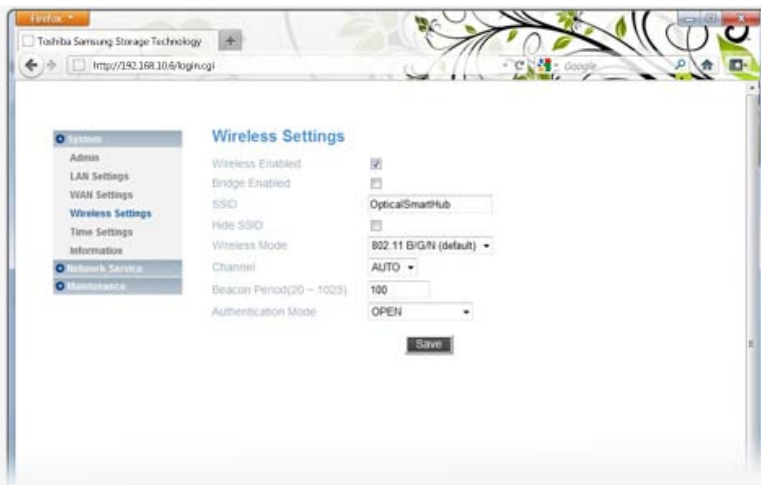 Firefox
Toshiba Samsung Storage Technology
http://192.168.10.6/login.cgi
Google
System
Admin
LAN Settings
WAN Settings
Wireless Settings
Time Settings
Information
Network Service
Maintenance
Wireless Settings
Wireless Enabled
Bridge Enabled
SSID OpticalSmartHub
Hide SSID
Wireless Mode 802.11 B/G/N (default)
Channel AUTO
Beacon Period(20 ~ 1023) 100
Authentication Mode OPEN
Save